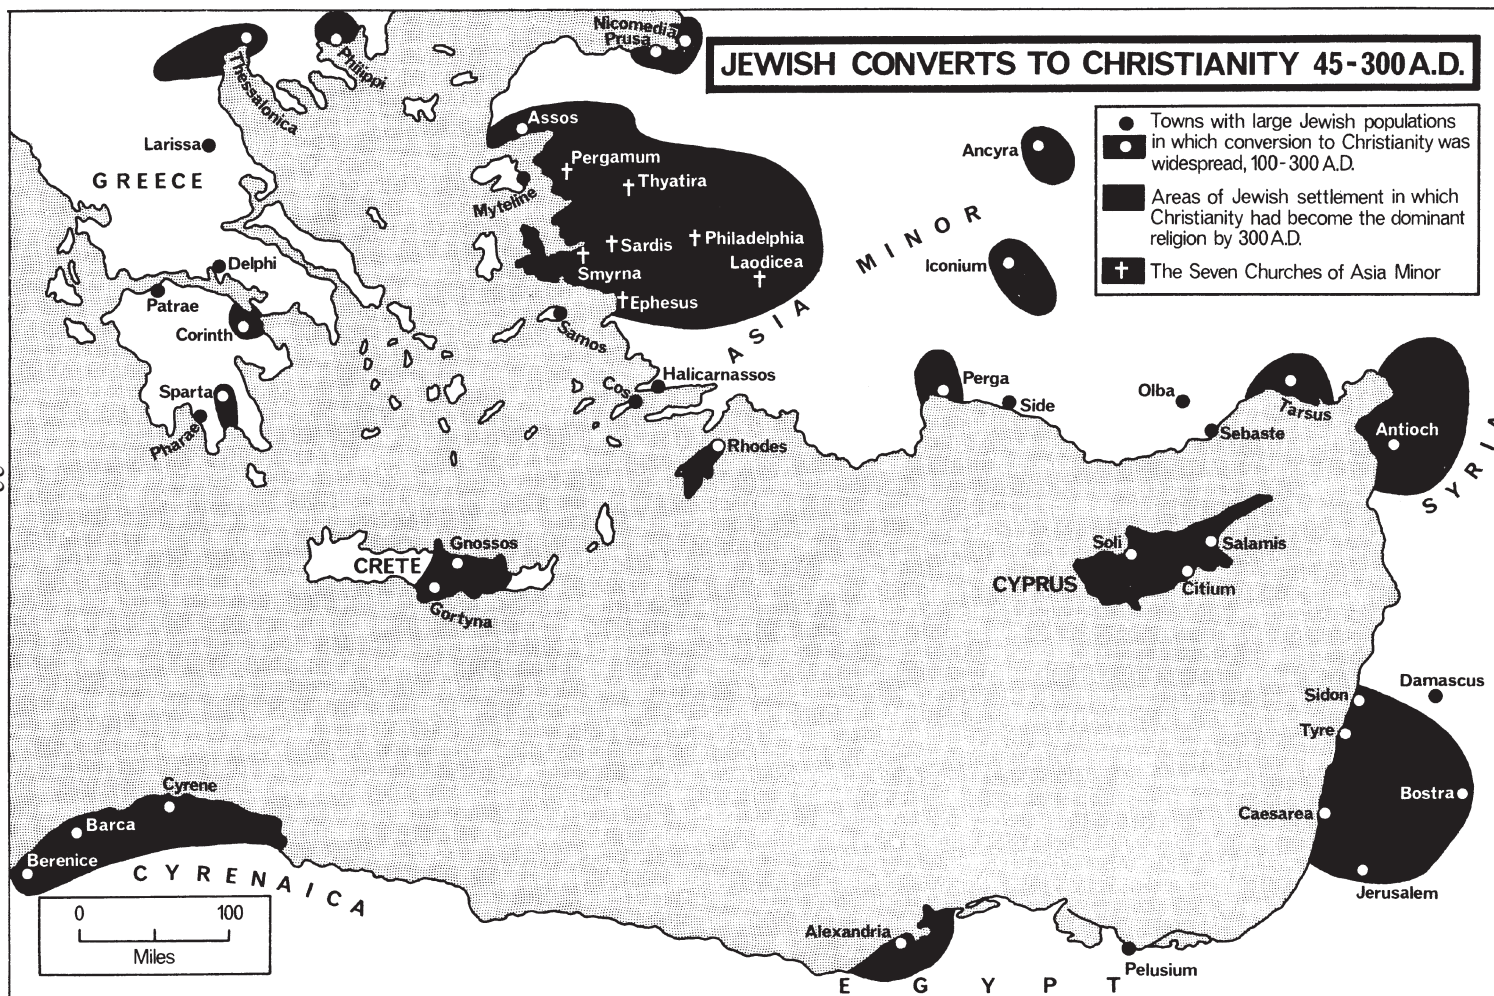 JEWISH CONVERTS TO CHRISTIANITY 45-300 A.D.
Towns with large Jewish populations
in which conversion to Christianity was
widespread, 100-300 A.D.
Areas of Jewish settlement in which
Christianity had become the dominant
religion by 300 A.D.
The Seven Churches of Asia Minor
Nicomedia
Prusa
Philippi
Thessalonica
Larissa
GREECE
Assos
Pergamum
Thyatira
Myteline
Sardis
Philadelphia
Smyrna
Laodicea
Ephesus
Ancyra
Iconium
ASIA MINOR
Delphi
Patrae
Corinth
Samos
Sparta
Pharae
Halicarnassos
Cos
Rhodes
Perga
Side
Olba
Sebaste
Tarsus
Antioch
SYRIA
Gnossos
CRETE
Gortyna
Soli
Salamis
CYPRUS
Citium
Damascus
Sidon
Tyre
Bostra
Caesarea
Jerusalem
Cyrene
Barca
Berenice
CYRENAICA
0 100
Miles
Alexandria
Pelusium
EGYPT